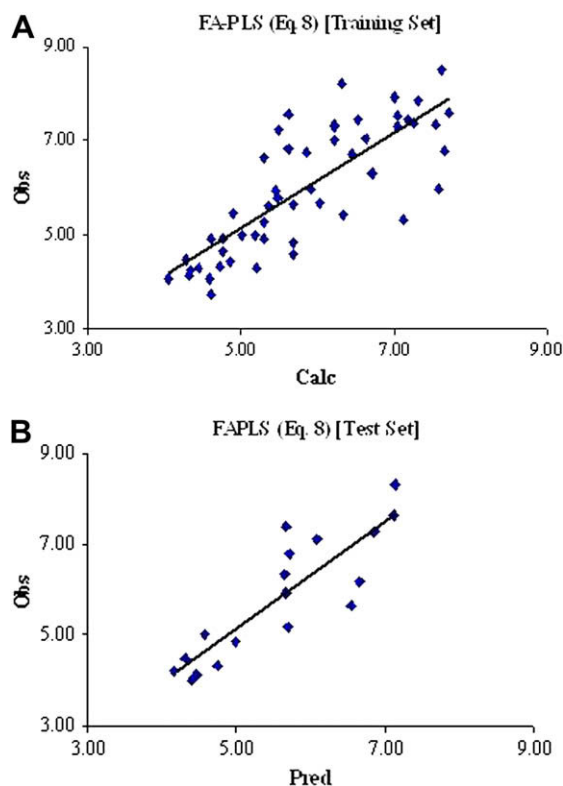 A
FA-PLS (Eq 8) [Training Set]
9.00
7.00
Obs
5.00
3.00
3.00 5.00 7.00 9.00
Calc
B
FAPLS (Eq. 8) [Test Set]
9.00
7.00
Obs
5.00
3.00
3.00 5.00 7.00 9.00
Pred